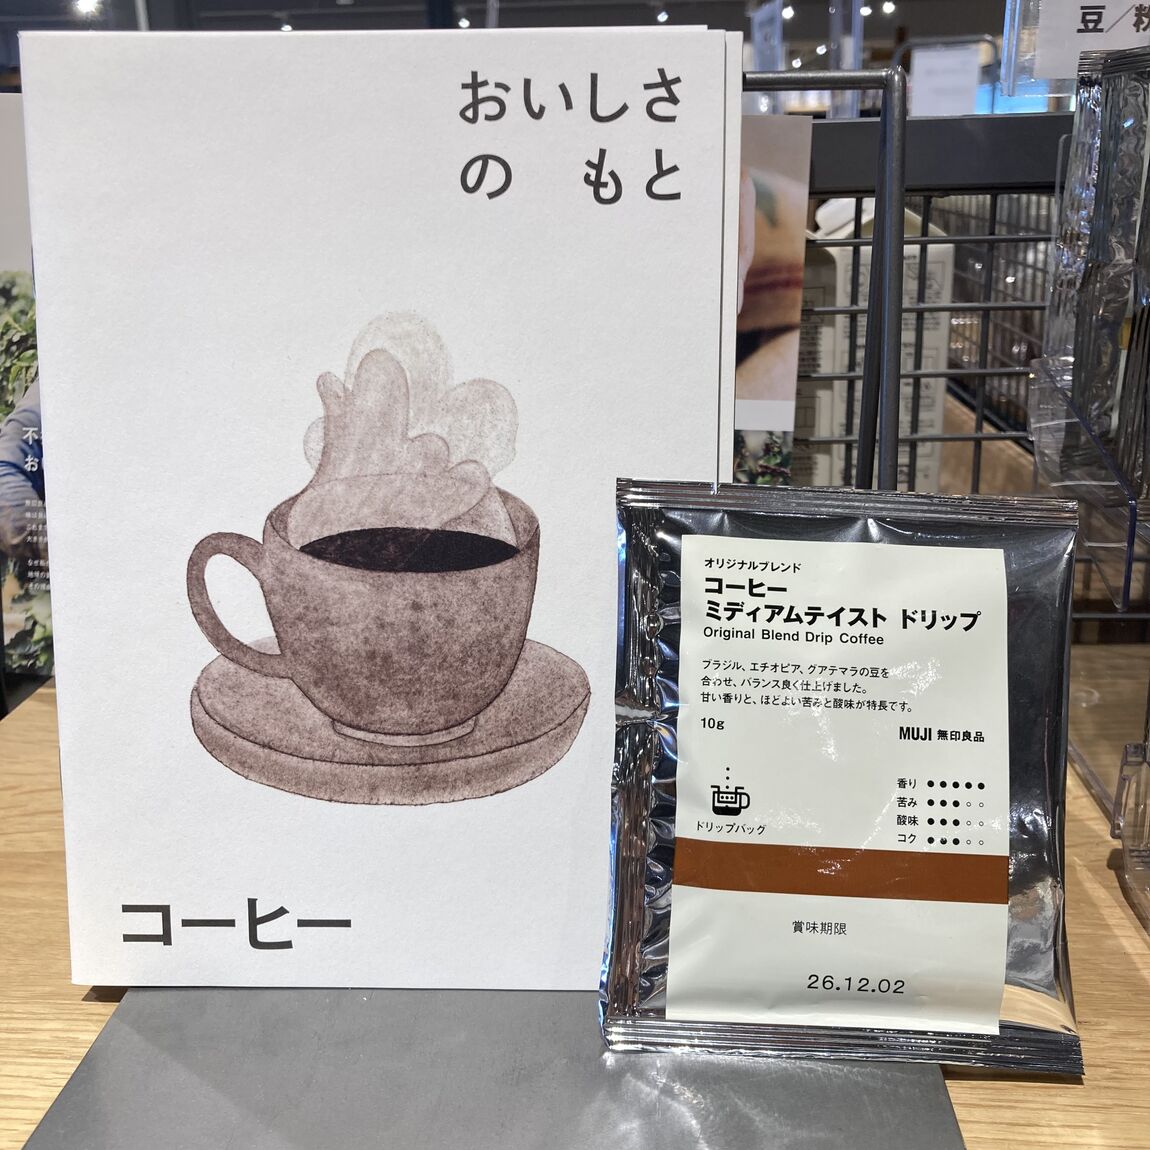 おいしさ
の もと
コーヒー
オリジナルブレンド
コーヒー
ミディアムテイスト ドリップ
Original Blend Drip Coffee
ブラジル、エチオピア、グアテマラの豆を
合わせ、バランス良く仕上げました。
甘い香りと、ほどよい苦みと酸味が特長です。
10g
MUJI 無印良品
香り ●●●●●
苦み ●●●○○
酸味 ●●●○○
コク ●●●○○
ドリップバッグ
賞味期限
26.12.02
豆／粉